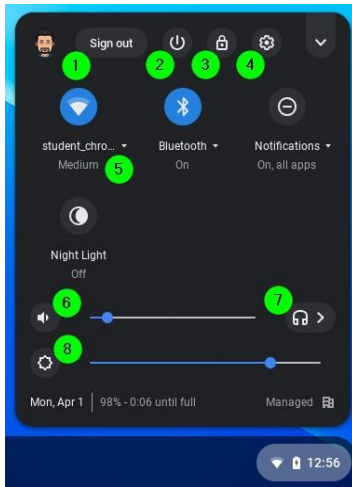 Sign out
1
2
3
4
student_chro...
Bluetooth
Notifications
Medium
5
On
On, all apps
Night Light
Off
6
7
8
Mon, Apr 1
98% - 0:06 until full
Managed
12:56